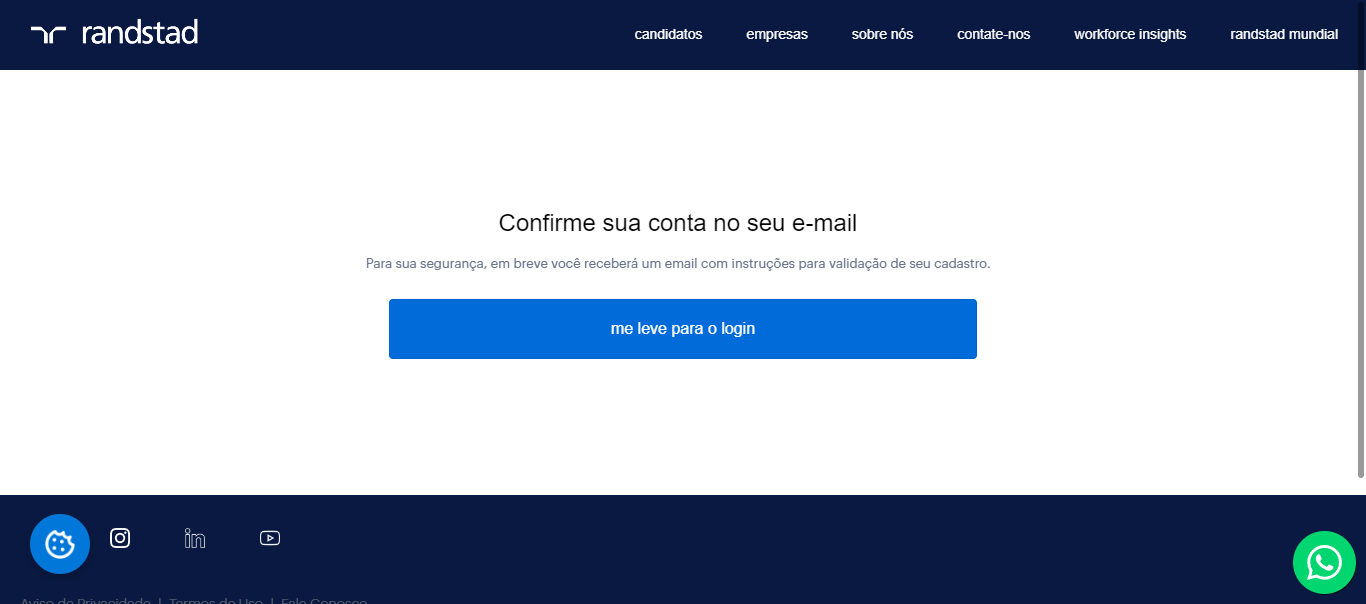 randstad
candidatos empresas sobre nós contate-nos workforce insights randstad mundial
Confirme sua conta no seu e-mail
Para sua segurança, em breve você receberá um email com instruções para validação de seu cadastro.
me leve para o login
in
Aviso de Privacidade | Termos de Uso | Fale Conosco